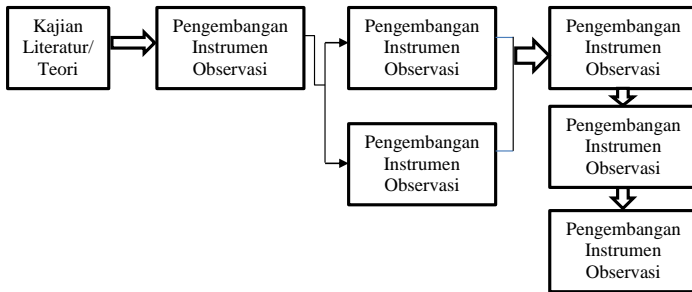 Kajian
Literatur/
Teori
Pengembangan
Instrumen
Observasi
Pengembangan
Instrumen
Observasi
Pengembangan
Instrumen
Observasi
Pengembangan
Instrumen
Observasi
Pengembangan
Instrumen
Observasi
Pengembangan
Instrumen
Observasi